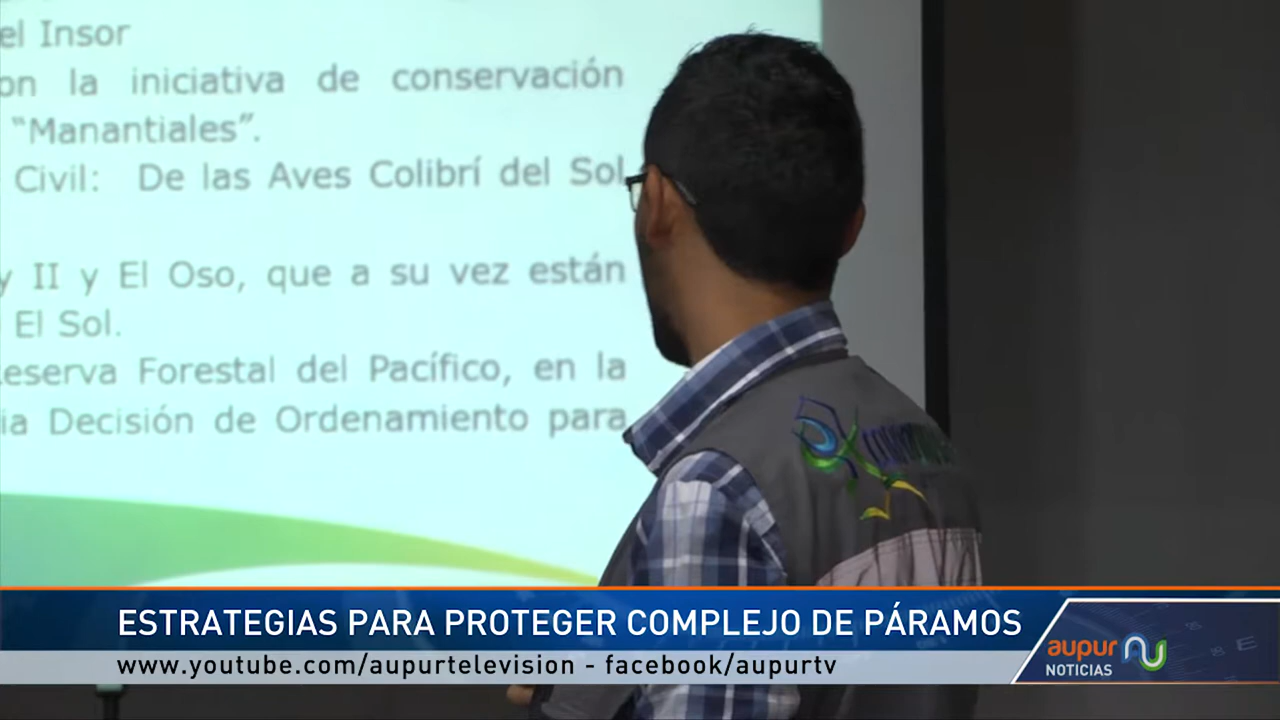 el Insor
on la iniciativa de conservación
“Manantiales”.
Civil: De las Aves Colibrí del Sol
y II y El Oso, que a su vez están
El Sol.
eserva Forestal del Pacífico, en la
ia Decisión de Ordenamiento para
ESTRATEGIAS PARA PROTEGER COMPLEJO DE PÁRAMOS
www.youtube.com/aupurtelevision - facebook/aupurtv
aupur
NOTICIAS